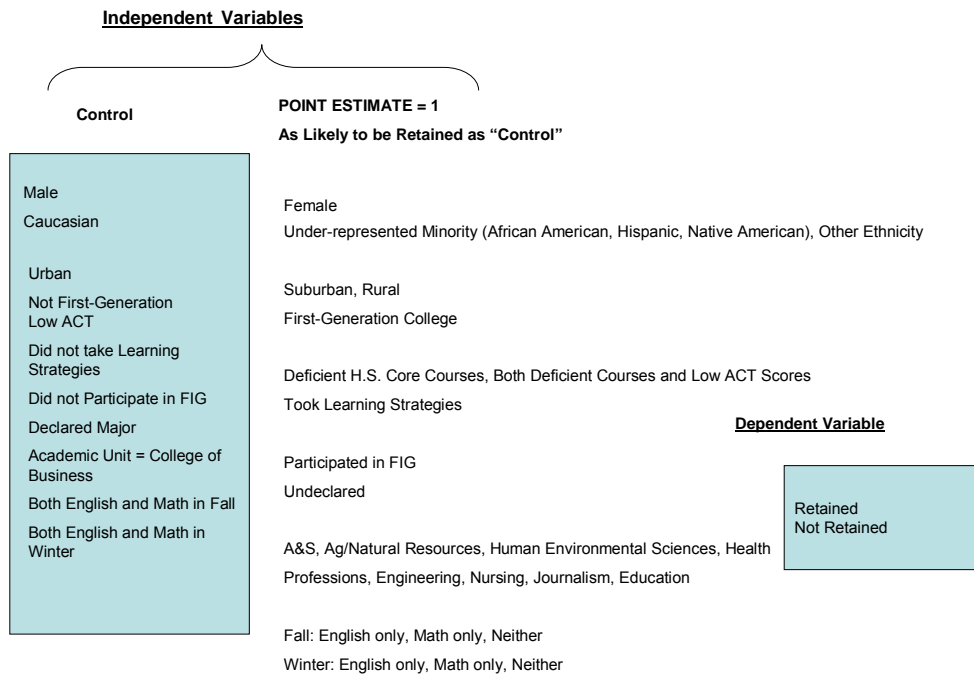 Independent Variables
Control
POINT ESTIMATE = 1
As Likely to be Retained as “Control”
Male
Caucasian
Urban
Not First-Generation
Low ACT
Did not take Learning
Strategies
Did not Participate in FIG
Declared Major
Academic Unit = College of
Business
Both English and Math in Fall
Both English and Math in
Winter
Female
Under-represented Minority (African American, Hispanic, Native American), Other Ethnicity
Suburban, Rural
First-Generation College
Deficient H.S. Core Courses, Both Deficient Courses and Low ACT Scores
Took Learning Strategies
Participated in FIG
Undeclared
A&S, Ag/Natural Resources, Human Environmental Sciences, Health
Professions, Engineering, Nursing, Journalism, Education
Fall: English only, Math only, Neither
Winter: English only, Math only, Neither
Dependent Variable
Retained
Not Retained